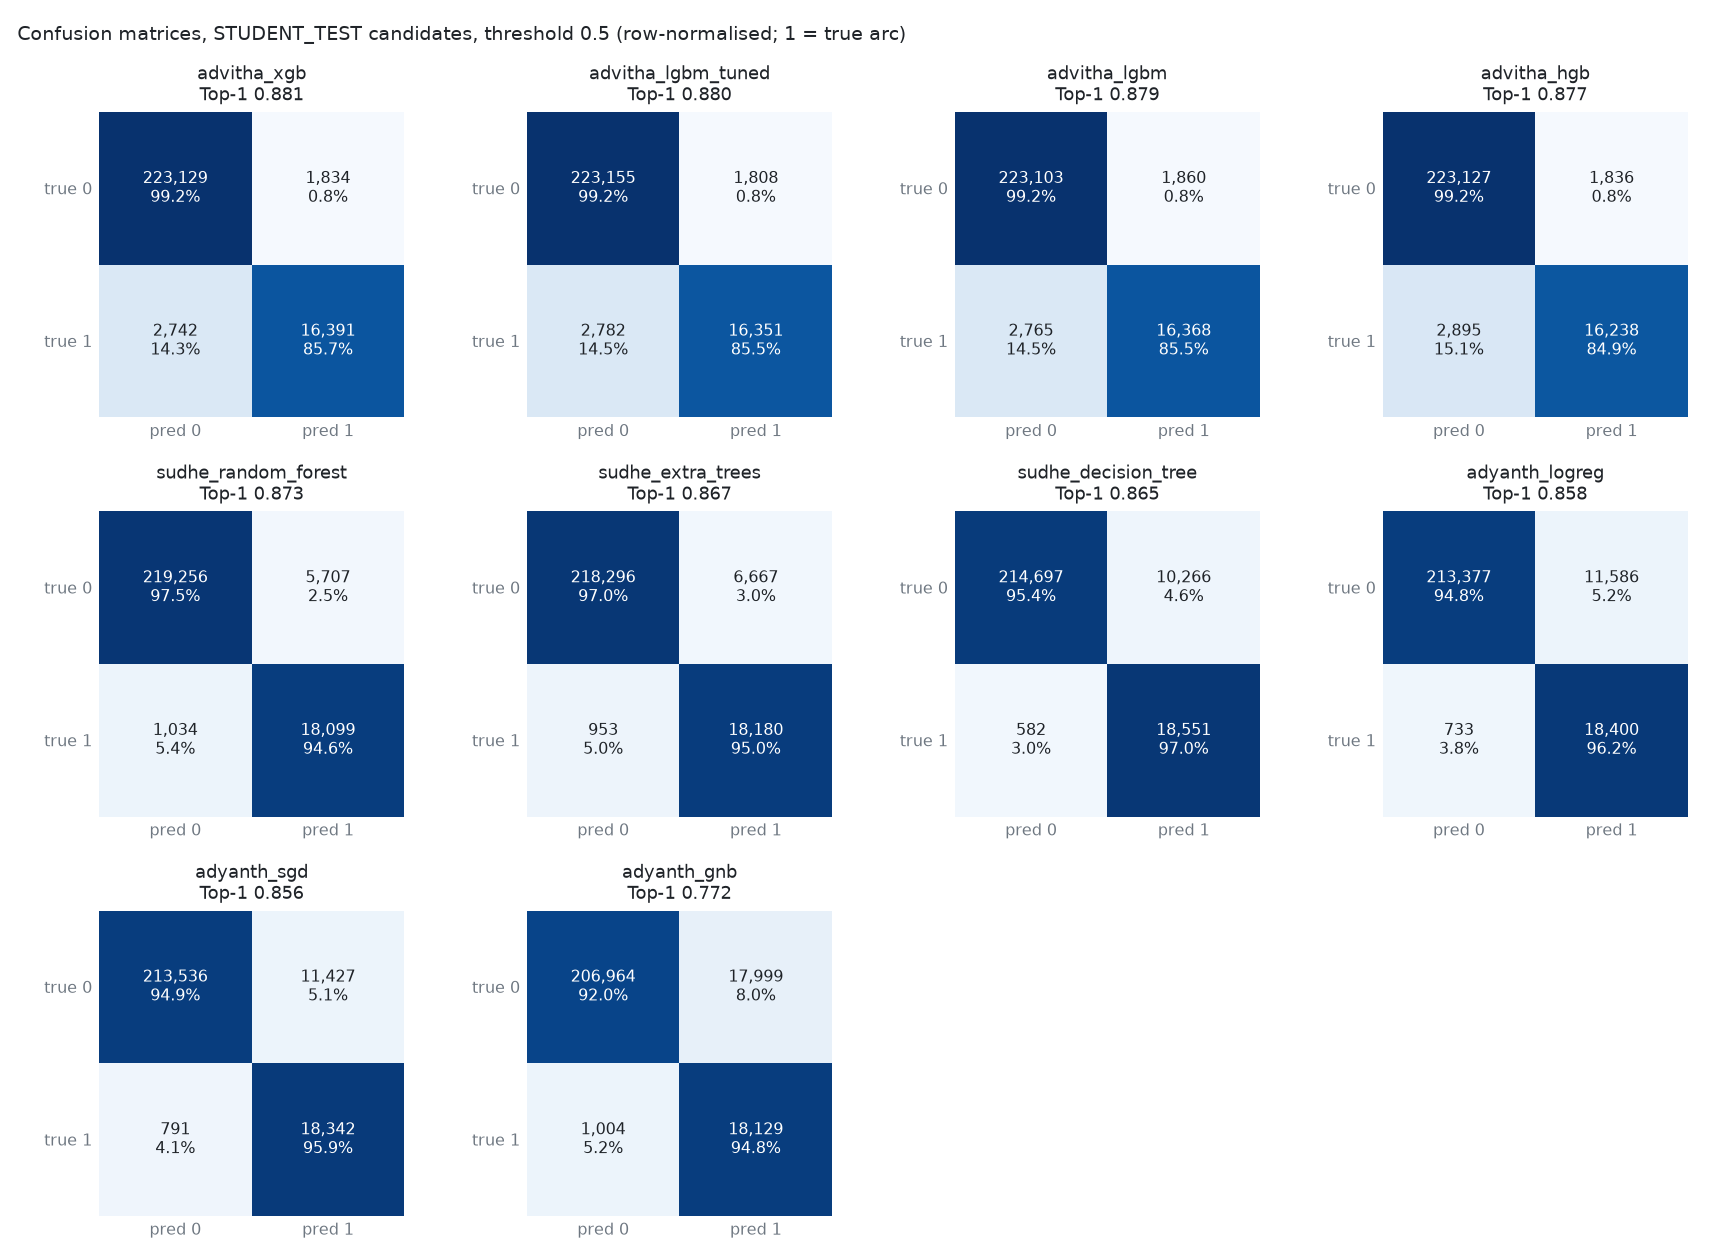 Confusion matrices, STUDENT_TEST candidates, threshold 0.5 (row-normalised; 1 = true arc)
advitha_xgb
Top-1 0.881
true 0
223,129
99.2%
1,834
0.8%
true 1
2,742
14.3%
16,391
85.7%
pred 0
pred 1
advitha_lgbm_tuned
Top-1 0.880
true 0
223,155
99.2%
1,808
0.8%
true 1
2,782
14.5%
16,351
85.5%
pred 0
pred 1
advitha_lgbm
Top-1 0.879
true 0
223,103
99.2%
1,860
0.8%
true 1
2,765
14.5%
16,368
85.5%
pred 0
pred 1
advitha_hgb
Top-1 0.877
true 0
223,127
99.2%
1,836
0.8%
true 1
2,895
15.1%
16,238
84.9%
pred 0
pred 1
sudhe_random_forest
Top-1 0.873
true 0
219,256
97.5%
5,707
2.5%
true 1
1,034
5.4%
18,099
94.6%
pred 0
pred 1
sudhe_extra_trees
Top-1 0.867
true 0
218,296
97.0%
6,667
3.0%
true 1
953
5.0%
18,180
95.0%
pred 0
pred 1
sudhe_decision_tree
Top-1 0.865
true 0
214,697
95.4%
10,266
4.6%
true 1
582
3.0%
18,551
97.0%
pred 0
pred 1
adyanth_logreg
Top-1 0.858
true 0
213,377
94.8%
11,586
5.2%
true 1
733
3.8%
18,400
96.2%
pred 0
pred 1
adyanth_sgd
Top-1 0.856
true 0
213,536
94.9%
11,427
5.1%
true 1
791
4.1%
18,342
95.9%
pred 0
pred 1
adyanth_gnb
Top-1 0.772
true 0
206,964
92.0%
17,999
8.0%
true 1
1,004
5.2%
18,129
94.8%
pred 0
pred 1